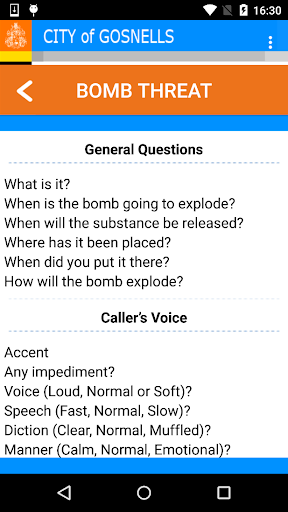 16:30
CITY of GOSNELLS
BOMB THREAT
General Questions
What is it?
When is the bomb going to explode?
When will the substance be released?
Where has it been placed?
When did you put it there?
How will the bomb explode?
Caller's Voice
Accent
Any impediment?
Voice (Loud, Normal or Soft)?
Speech (Fast, Normal, Slow)?
Diction (Clear, Normal, Muffled)?
Manner (Calm, Normal, Emotional)?